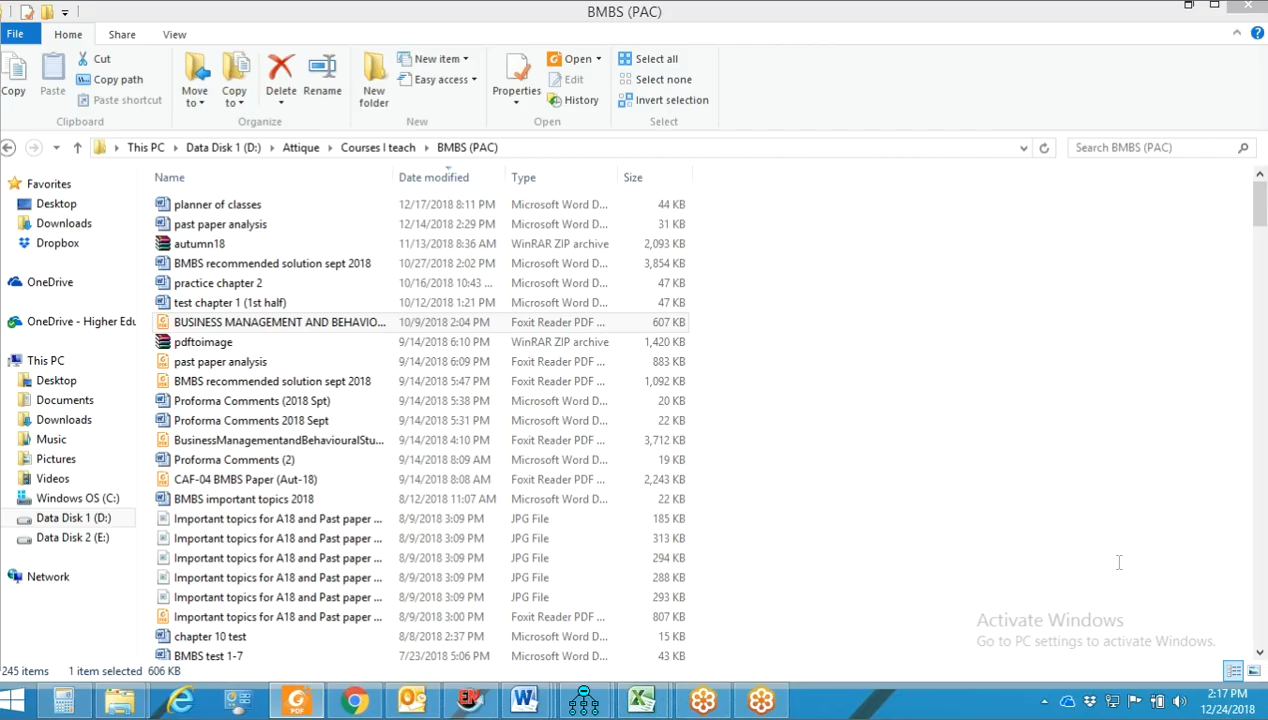 BMBS (PAC)
File Home Share View
Copy
Paste
Cut
Copy path
Paste shortcut
Clipboard
Move to
Copy to
Delete
Rename
Organize
New folder
New item
Easy access
New
Properties
Open
Edit
History
Open
Select all
Select none
Invert selection
Select
This PC Data Disk 1 (D:) Attique Courses I teach BMBS (PAC)
Search BMBS (PAC)
Favorites
Desktop
Downloads
Dropbox
OneDrive
OneDrive - Higher Edu
This PC
Desktop
Documents
Downloads
Music
Pictures
Videos
Windows OS (C:)
Data Disk 1 (D:)
Data Disk 2 (E:)
Network
Name Date modified Type Size
planner of classes 12/17/2018 8:11 PM Microsoft Word D... 44 KB
past paper analysis 12/14/2018 2:29 PM Microsoft Word D... 31 KB
autumn18 11/13/2018 8:36 AM WinRAR ZIP archive 2,093 KB
BMBS recommended solution sept 2018 10/27/2018 2:02 PM Microsoft Word D... 3,854 KB
practice chapter 2 10/16/2018 10:43 ... Microsoft Word D... 47 KB
test chapter 1 (1st half) 10/12/2018 1:21 PM Microsoft Word D... 47 KB
BUSINESS MANAGEMENT AND BEHAVIO... 10/9/2018 2:04 PM Foxit Reader PDF ... 607 KB
pdftoimage 9/14/2018 6:10 PM WinRAR ZIP archive 1,420 KB
past paper analysis 9/14/2018 6:09 PM Foxit Reader PDF ... 883 KB
BMBS recommended solution sept 2018 9/14/2018 5:47 PM Foxit Reader PDF ... 1,092 KB
Proforma Comments (2018 Spt) 9/14/2018 5:38 PM Microsoft Word D... 20 KB
Proforma Comments 2018 Sept 9/14/2018 5:31 PM Microsoft Word D... 22 KB
BusinessManagementandBehaviouralStu... 9/14/2018 4:10 PM Foxit Reader PDF ... 3,712 KB
Proforma Comments (2) 9/14/2018 8:09 AM Microsoft Word D... 19 KB
CAF-04 BMBS Paper (Aut-18) 9/14/2018 8:08 AM Foxit Reader PDF ... 2,243 KB
BMBS important topics 2018 8/12/2018 11:07 AM Microsoft Word D... 22 KB
Important topics for A18 and Past paper ... 8/9/2018 3:09 PM JPG File 185 KB
Important topics for A18 and Past paper ... 8/9/2018 3:09 PM JPG File 313 KB
Important topics for A18 and Past paper ... 8/9/2018 3:09 PM JPG File 294 KB
Important topics for A18 and Past paper ... 8/9/2018 3:09 PM JPG File 288 KB
Important topics for A18 and Past paper ... 8/9/2018 3:09 PM JPG File 293 KB
Important topics for A18 and Past paper ... 8/9/2018 3:00 PM Foxit Reader PDF ... 807 KB
chapter 10 test 8/8/2018 2:37 PM Microsoft Word D... 15 KB
BMBS test 1-7 7/23/2018 5:06 PM Microsoft Word D... 43 KB
Activate Windows
Go to PC settings to activate Windows.
245 items 1 item selected 606 KB
2:17 PM
12/24/2018